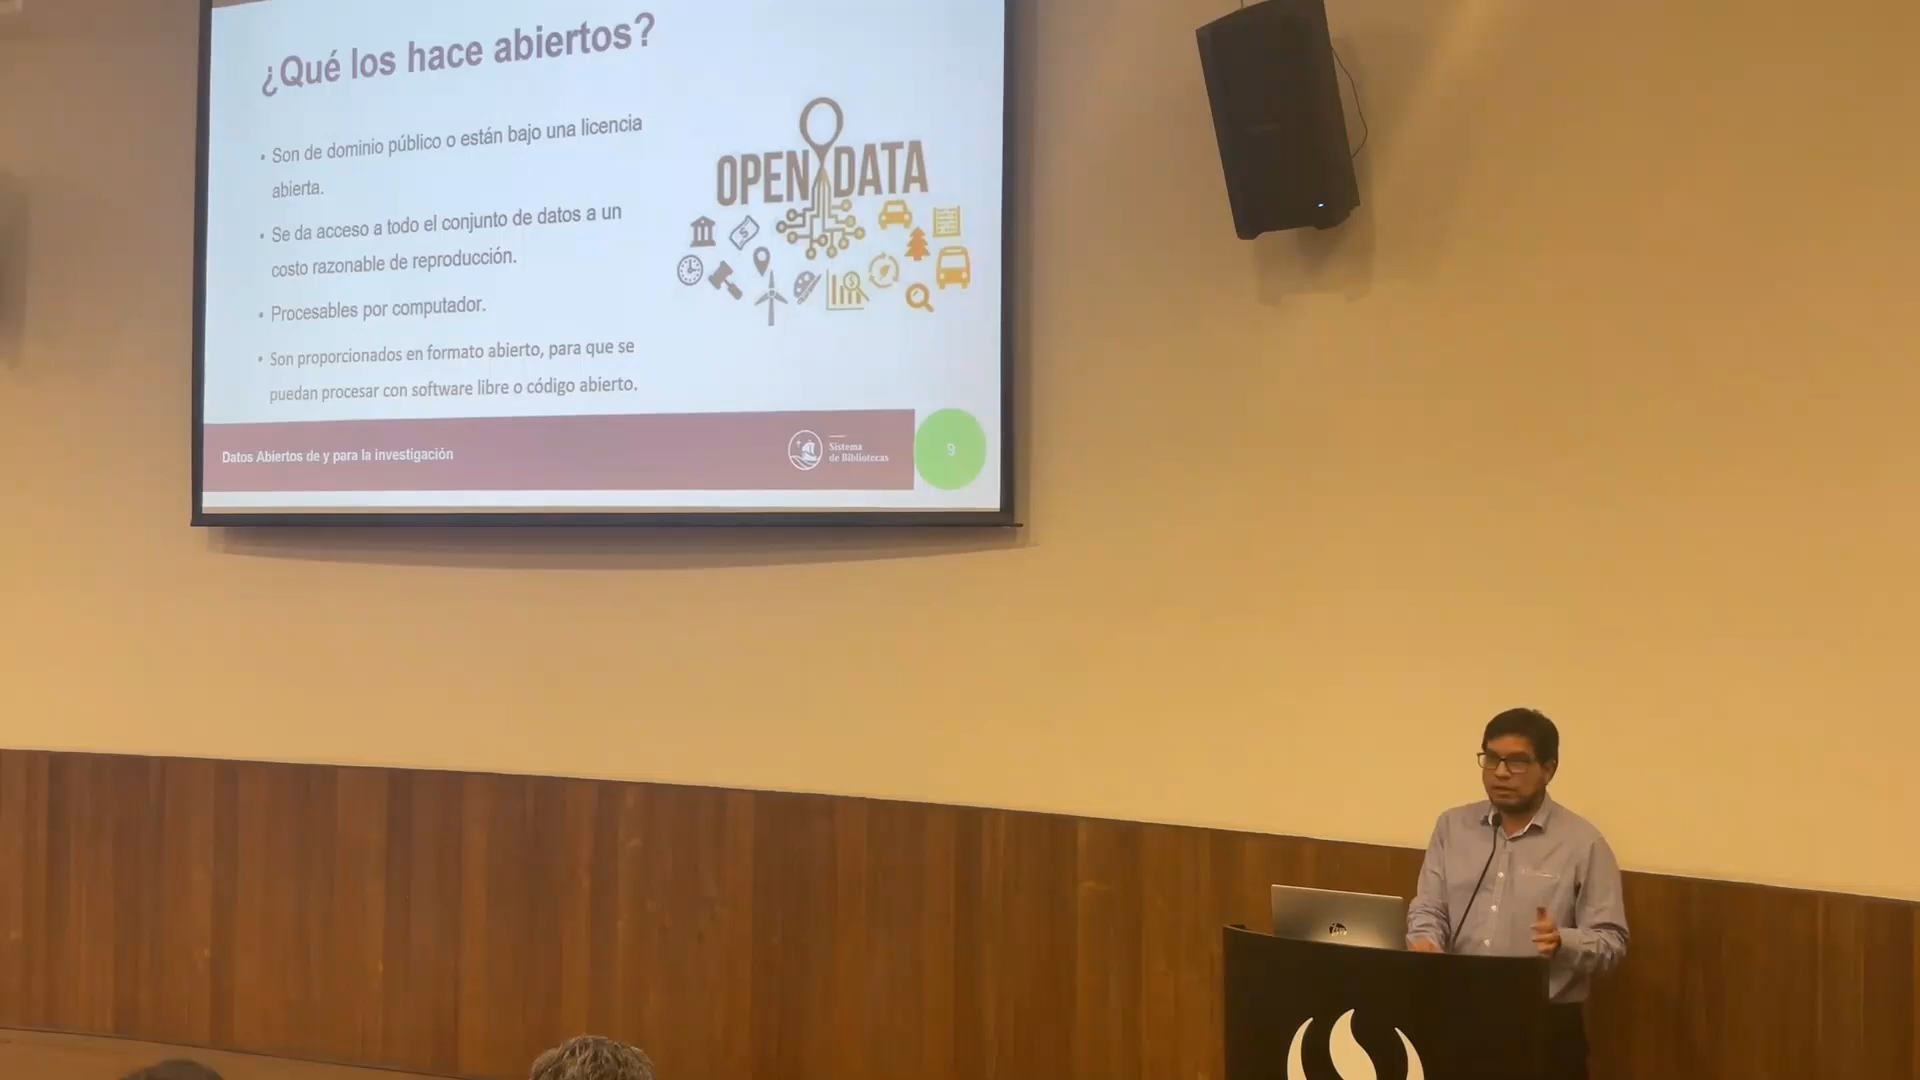 ¿Qué los hace abiertos?
• Son de dominio público o están bajo una licencia
abierta.
• Se da acceso a todo el conjunto de datos a un
costo razonable de reproducción.
• Procesables por computador.
• Son proporcionados en formato abierto, para que se
puedan procesar con software libre o código abierto.
OPEN DATA
Datos Abiertos de y para la investigación
Sistema
de Bibliotecas
9
hp